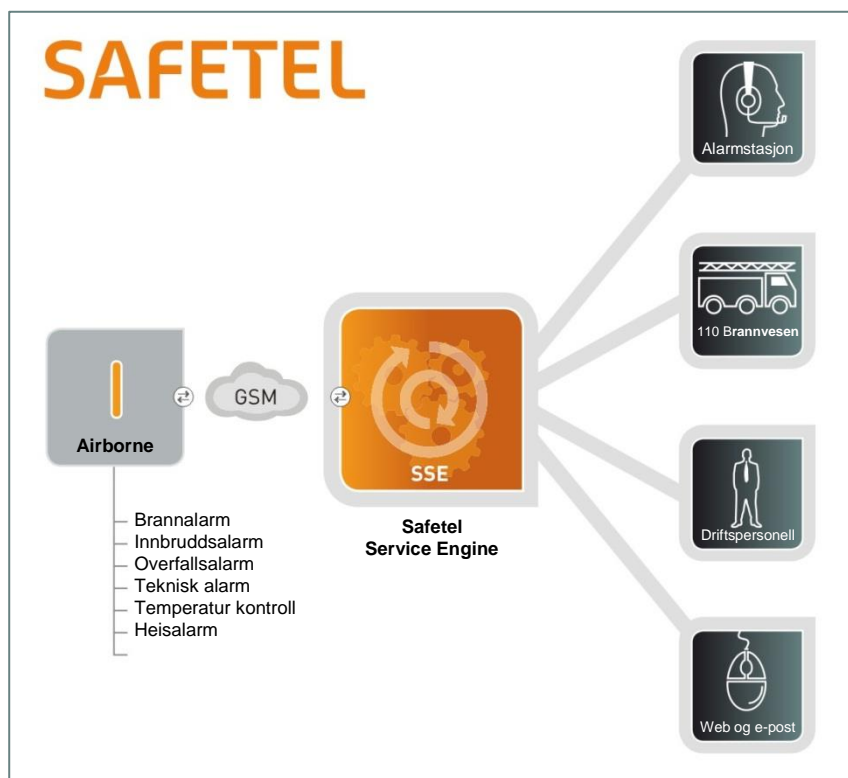 SAFETEL
Alarmstasjon
110 Brannvesen
GSM
Airborne
SSE
Safetel
Service Engine
Brannalarm
Innbruddsalarm
Overfallsalarm
Teknisk alarm
Temperatur kontroll
Heisalarm
Driftspersonell
Web og e-post